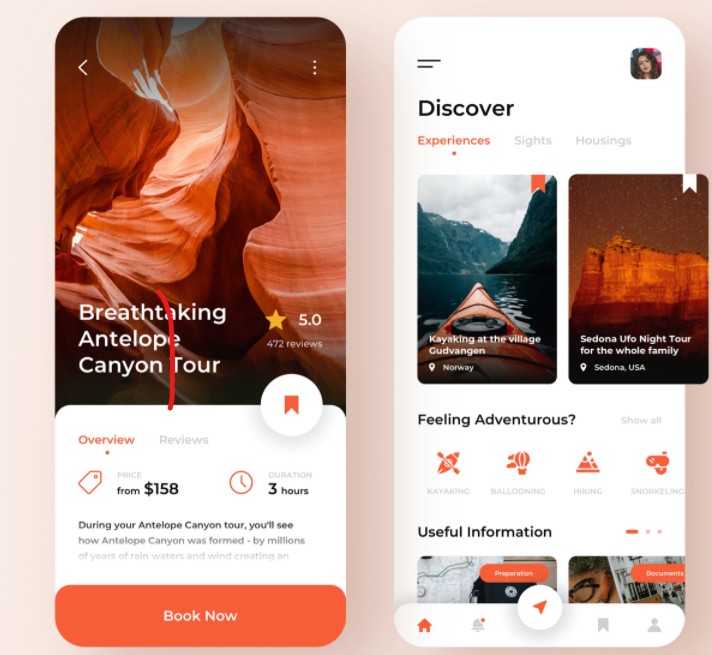 Breathtaking
Antelope
Canyon Tour
5.0
472 reviews
Overview
Reviews
PRICE
from $158
DURATION
3 hours
During your Antelope Canyon tour, you'll see
how Antelope Canyon was formed - by millions
of years of rain waters and wind creating an
Book Now
Discover
Experiences
Sights
Housings
Kayaking at the village
Gudvangen
Norway
Sedona Ufo Night Tour
for the whole family
Sedona, USA
Feeling Adventurous?
Show all
KAYAKING
BALLOONING
HIKING
SNORKELING
Useful Information
Preparation
Documents